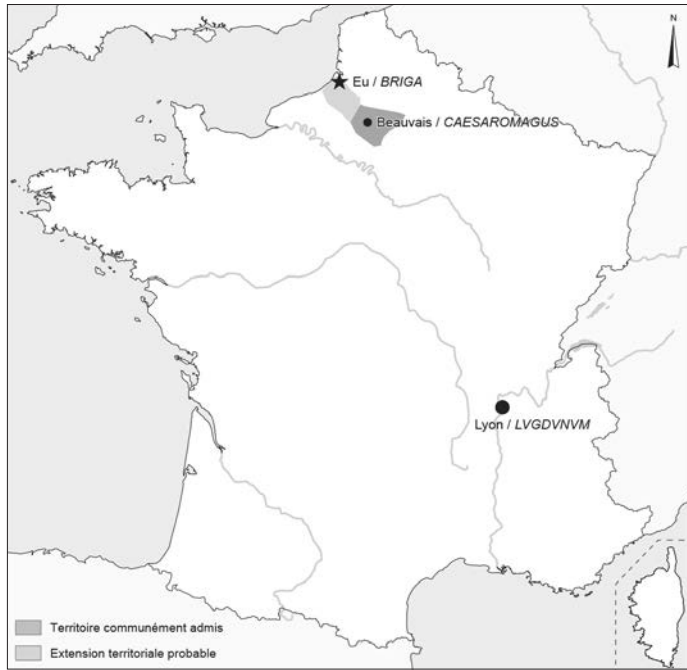 N
Eu / BRIGA
Beauvais / CAESAROMAGUS
Lyon / LVGDVNVM
Territoire communément admis
Extension territoriale probable